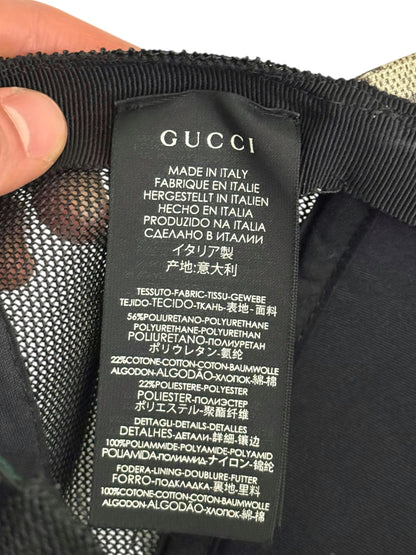 GUCCI
MADE IN ITALY
FABRIQUÉ EN ITALIE
HERGESTELLT IN ITALIEN
HECHO EN ITALIA
PRODUZIDO NA ITALIA
СДЕЛАНО В ИТАЛИИ
イタリア製
产地:意大利
TESSUTO-FABRIC-TISSU-GEWEBE
TEJIDO-TECIDO-ТКАНЬ-表地-面料
56%POLIURETANO-POLYURETHANE
POLYURÉTHANE-POLYURETHAN
POLIURETANO-ПОЛИУРЕТАН
ポリウレタン-氨纶
22%COTONE-COTTON-COTON-BAUMWOLLE
ALGODON-ALGODÃO-ХЛОПОК-綿-棉
22%POLIESTERE-POLYESTER
POLIESTER-ПОЛИЭСТЕР
ポリエステル-聚酯纤维
DETTAGLI-DETAILS-DETAILLES
DETALHES-ДЕТАЛИ-詳細-镶边
100%POLIAMMIDE-POLYAMIDE-POLYAMID
POLIAMIDA-ПОЛИАМИД-ナイロン-锦纶
FODERA-LINING-DOUBLURE-FUTTER
FORRO-ПОДКЛАДКА-裏地-里料
100%COTONE-COTTON-COTON-BAUMWOLLE
ALGODON-ALGODÃO-ХЛОПОК-綿-棉